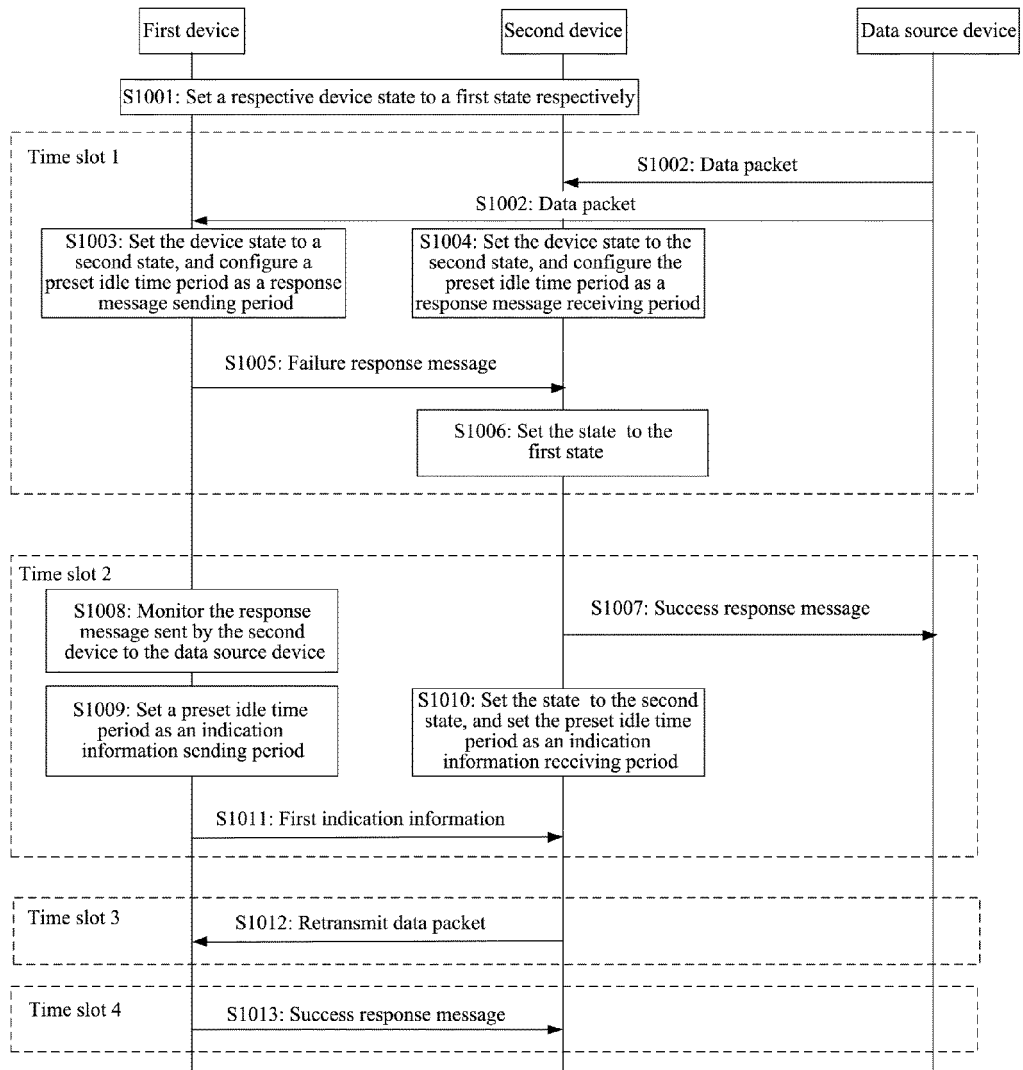 First device
Second device
Data source device
S1001: Set a respective device state to a first state respectively
Time slot 1
S1002: Data packet
S1002: Data packet
S1003: Set the device state to a
second state, and configure a
preset idle time period as a response
message sending period
S1004: Set the device state to the
second state, and configure the
preset idle time period as a
response message receiving period
S1005: Failure response message
S1006: Set the state to the
first state
Time slot 2
S1007: Success response message
S1008: Monitor the response
message sent by the second
device to the data source device
S1009: Set a preset idle time
period as an indication
information sending period
S1010: Set the state to the second
state, and set the preset idle time
period as an indication
information receiving period
S1011: First indication information
Time slot 3
S1012: Retransmit data packet
Time slot 4
S1013: Success response message